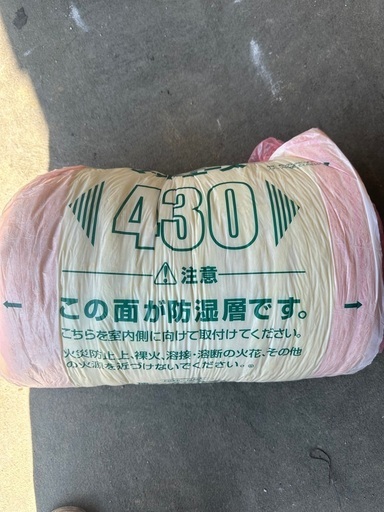 430
注意
この面が防湿層です。
こちらを室内側に向けて取付けてください。
火災防止上、裸火、溶接・溶断の火花、その他
の火源を近づけないでください。